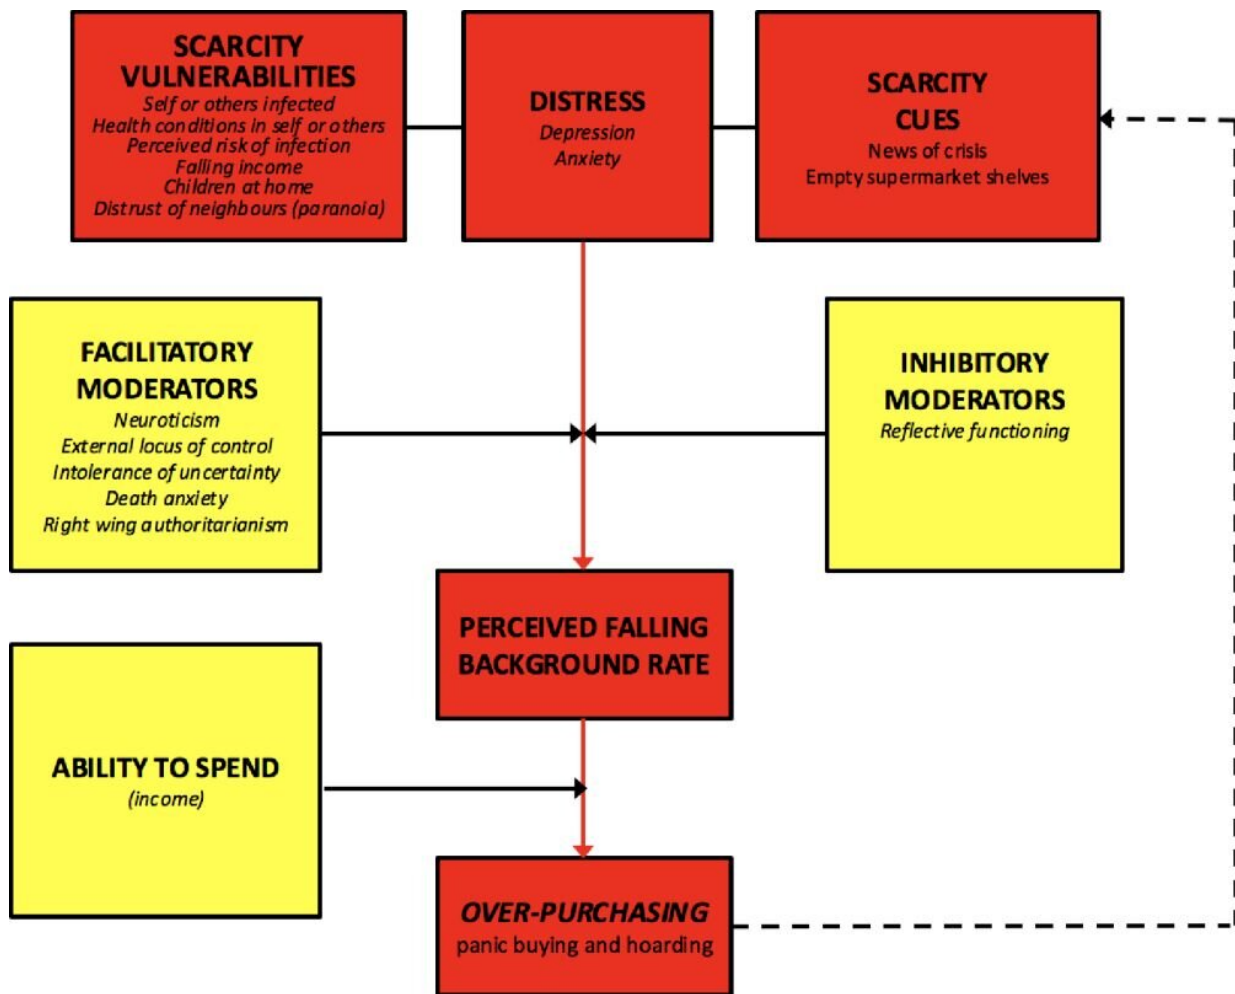 SCARCITY
VULNERABILITIES
Self or others infected
Health conditions in self or others
Perceived risk of infection
Falling income
Children at home
Distrust of neighbours (paranoia)
DISTRESS
Depression
Anxiety
SCARCITY
CUES
News of crisis
Empty supermarket shelves
FACILITATORY
MODERATORS
Neuroticism
External locus of control
Intolerance of uncertainty
Death anxiety
Right wing authoritarianism
INHIBITORY
MODERATORS
Reflective functioning
PERCEIVED FALLING
BACKGROUND RATE
ABILITY TO SPEND
(income)
OVER-PURCHASING
panic buying and hoarding